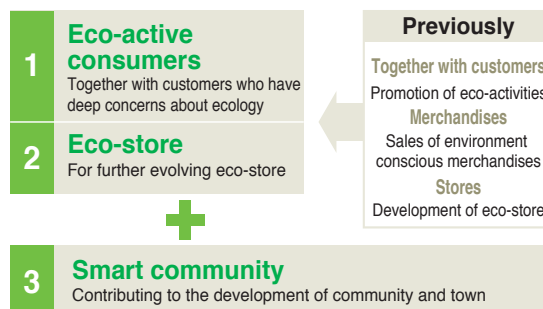 1
Eco-active
consumers
Together with customers who have
deep concerns about ecology
2
Eco-store
For further evolving eco-store
Previously
Together with customers
Promotion of eco-activities
Merchandises
Sales of environment
conscious merchandises
Stores
Development of eco-store
3
Smart community
Contributing to the development of community and town